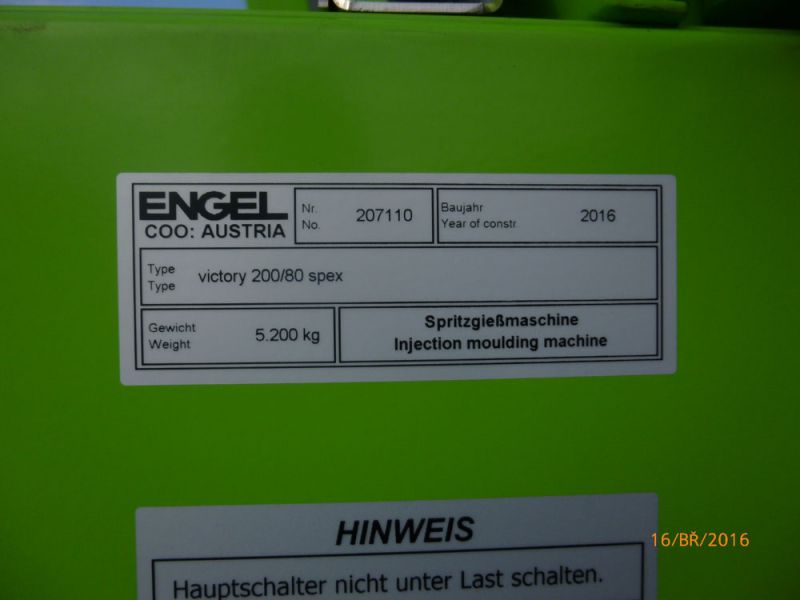 ENGEL
COO: AUSTRIA
Nr.
No.
207110
Baujahr
Year of constr.
2016
Type
Type
victory 200/80 spex
Gewicht
Weight
5.200 kg
Spritzgießmaschine
Injection moulding machine
HINWEIS
Hauptschalter nicht unter Last schalten.
16/BŘ/2016